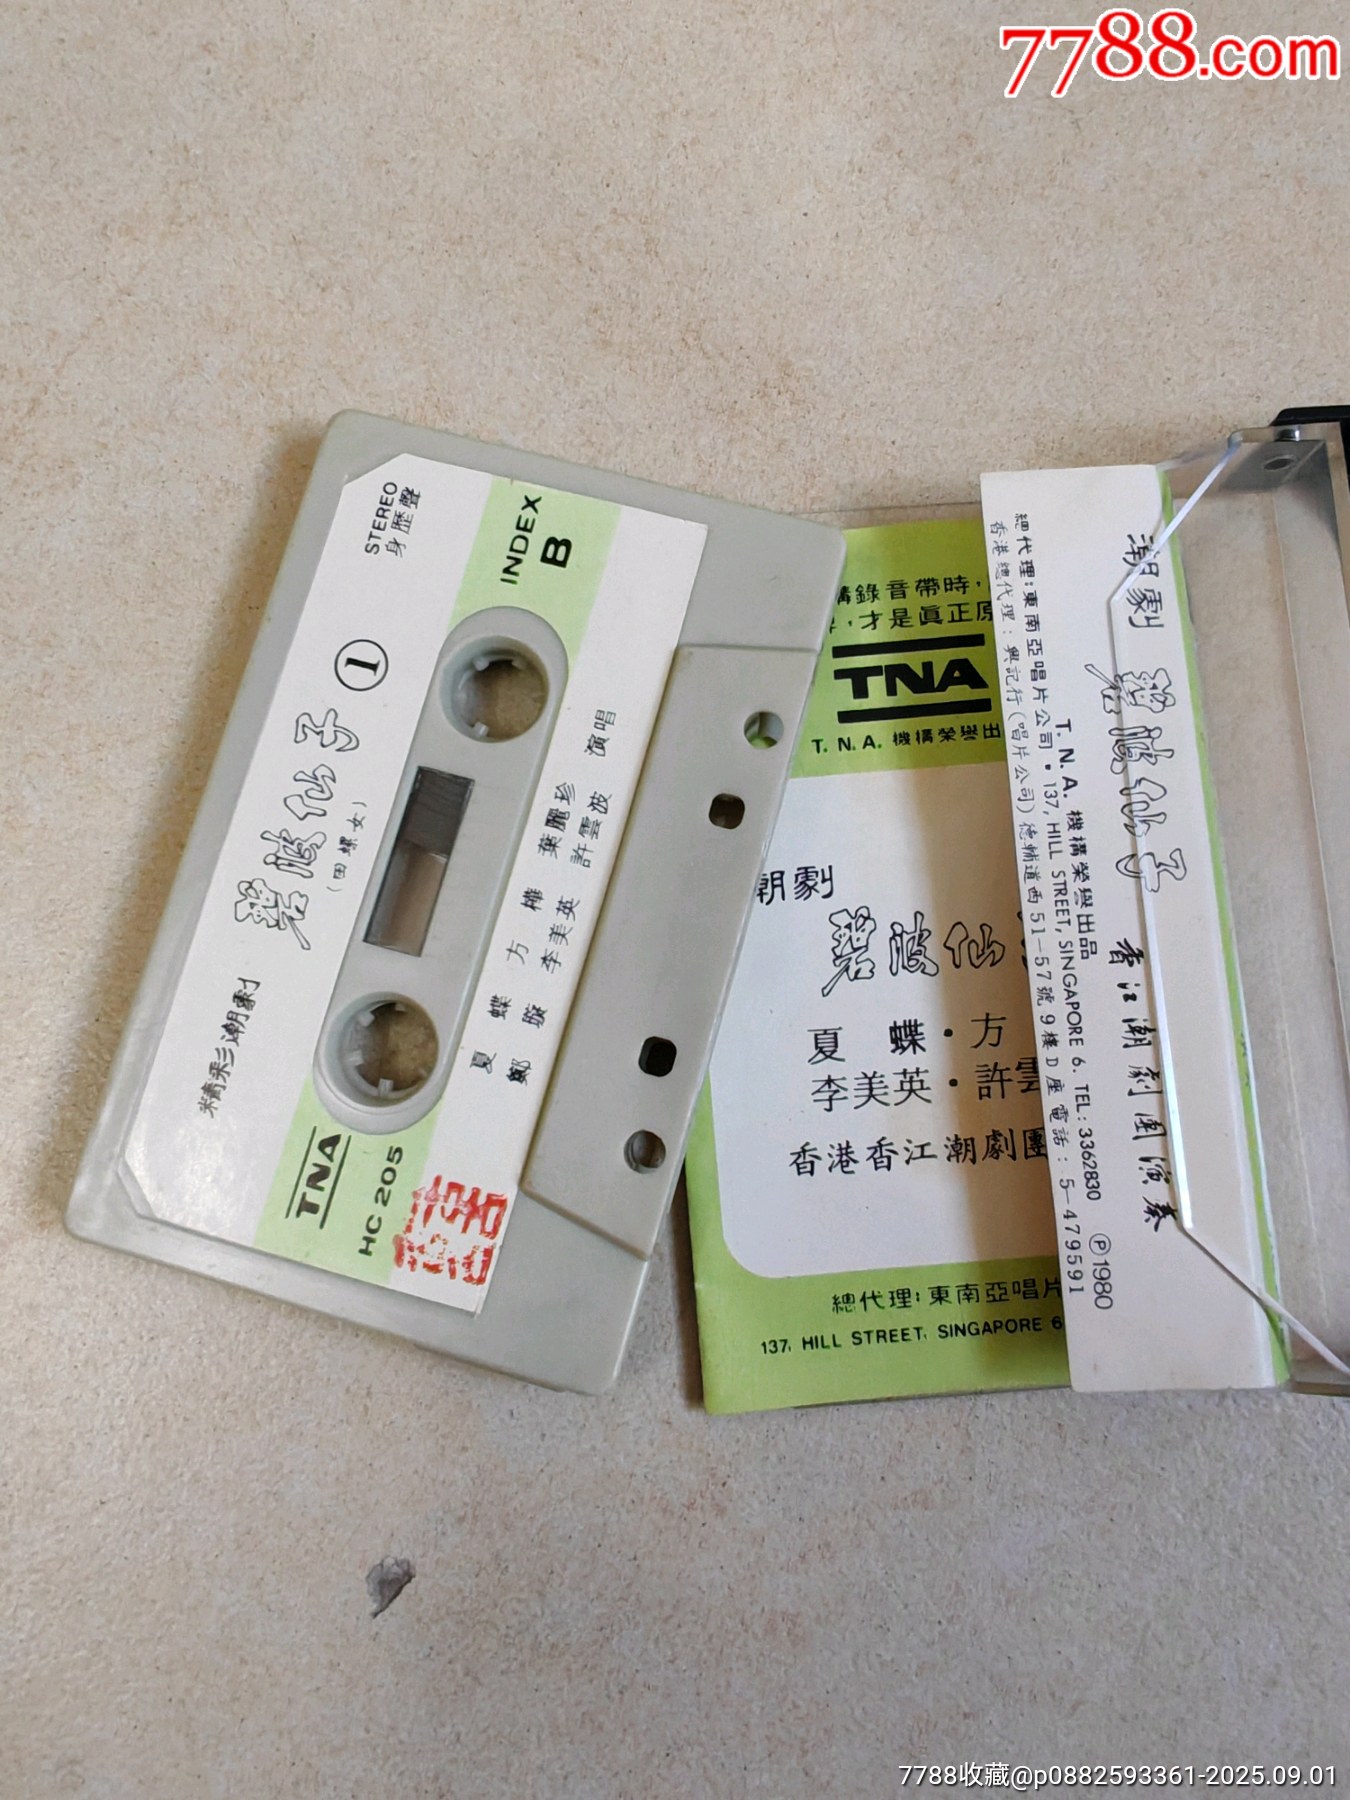 7788.com
STEREO
身歷聲
INDEX
B
精彩潮劇
碧波仙子 1
(田螺女)
夏蝶 方樺 葉麗珍
鄭璇 李美英 許雲波 演唱
TNA
HC 205
購錄音帶時,
,才是眞正原
TNA
T. N. A. 機構榮譽出
潮劇
碧波仙
夏 蝶·方
李美英·許雲
香港香江潮劇團
總代理:東南亞唱片
137, HILL STREET, SINGAPORE 6
潮劇 碧波仙子 香江潮劇團演奏
T. N. A. 機構榮譽出品 Ⓟ1980
總代理:東南亞唱片公司·137, HILL STREET, SINGAPORE 6. TEL: 3362830
香港總代理:興記行(唱片公司)德輔道西51-57號9樓D座電話:5-479591
7788收藏@p0882593361-2025.09.01